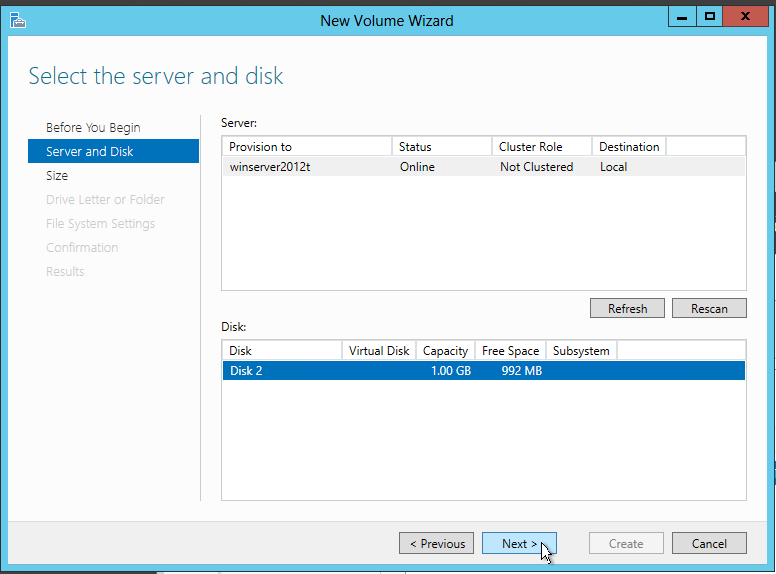 New Volume Wizard
Select the server and disk
Before You Begin
Server and Disk
Size
Drive Letter or Folder
File System Settings
Confirmation
Results
Server:
Provision to Status Cluster Role Destination
winserver2012t Online Not Clustered Local
Refresh Rescan
Disk:
Disk Virtual Disk Capacity Free Space Subsystem
Disk 2 1.00 GB 992 MB
< Previous Next > Create Cancel